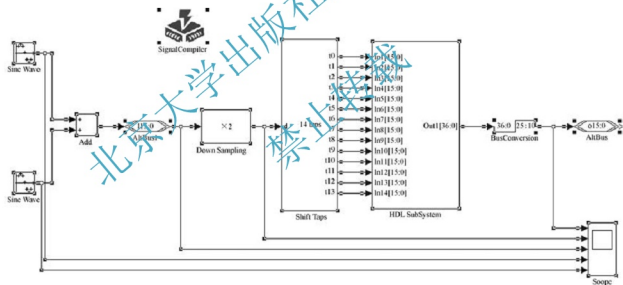 SignalCompiler
Sine Wave
Add
AltBus
×2
Down Sampling
14 Taps
t0
t1
t2
t3
t4
t5
t6
t7
t8
t9
t10
t11
t12
t13
Shift Taps
In1[15:0]
In2[15:0]
In3[15:0]
In4[15:0]
In5[15:0]
In6[15:0]
In7[15:0]
In8[15:0]
In9[15:0]
In10[15:0]
In11[15:0]
In12[15:0]
In13[15:0]
In14[15:0]
Out1[36:0]
HDL SubSystem
36:0
25:10
BusConversion
o15:0
AltBus
Sine Wave
Soope
北京大学出版社
禁止转载